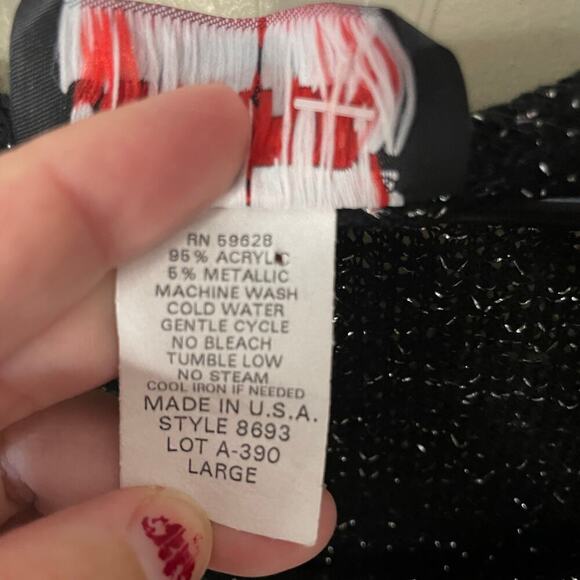 RN 59628
95% ACRYLIC
5% METALLIC
MACHINE WASH
COLD WATER
GENTLE CYCLE
NO BLEACH
TUMBLE LOW
NO STEAM
COOL IRON IF NEEDED
MADE IN U.S.A.
STYLE 8693
LOT A-390
LARGE